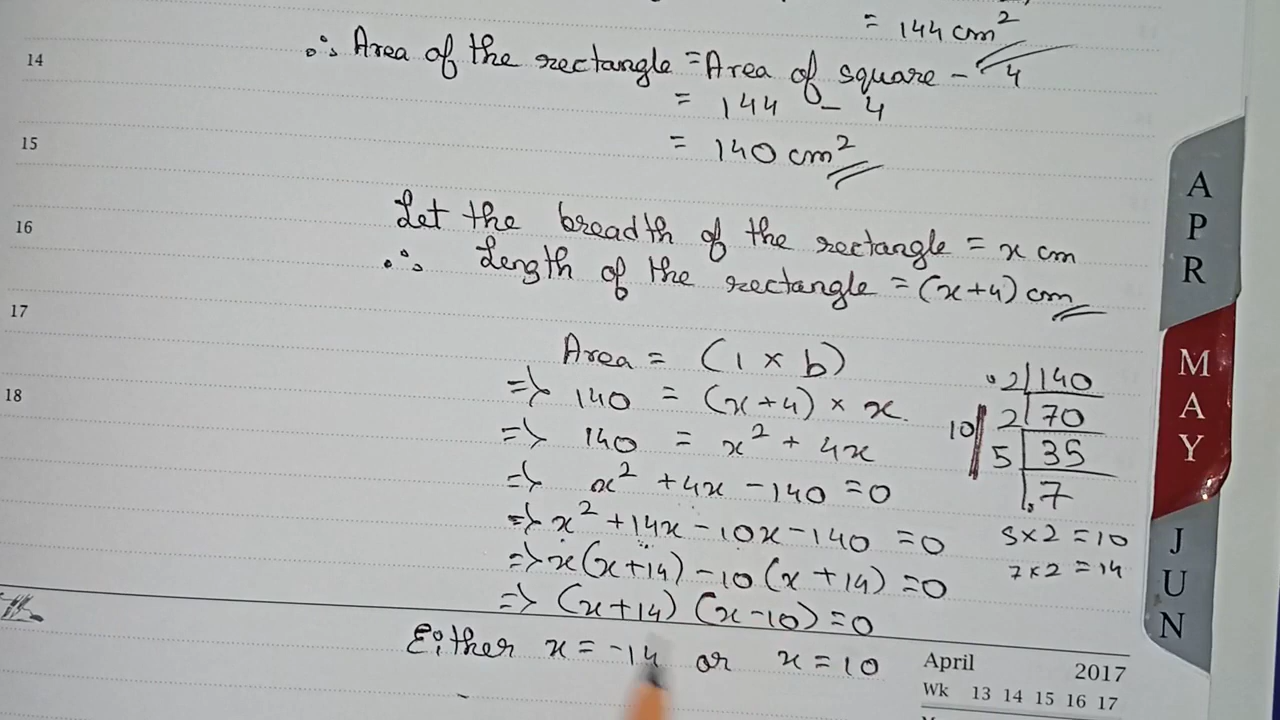 = 144 cm²
14
∴ Area of the rectangle = Area of square - 4
= 144 - 4
15
= 140 cm²
16
Let the breadth of the rectangle = x cm
∴ Length of the rectangle = (x+4) cm
17
Area = (l × b)
18
=> 140 = (x+4) × x
=> 140 = x² + 4x
=> x² + 4x - 140 = 0
=> x² + 14x - 10x - 140 = 0
=> x(x+14) - 10(x+14) = 0
=> (x+14) (x-10) = 0
Either x = -14 or x = 10
2 140
10 2 70
5 35
7
5 × 2 = 10
7 × 2 = 14
APR
MAY
JUN
April 2017
Wk 13 14 15 16 17